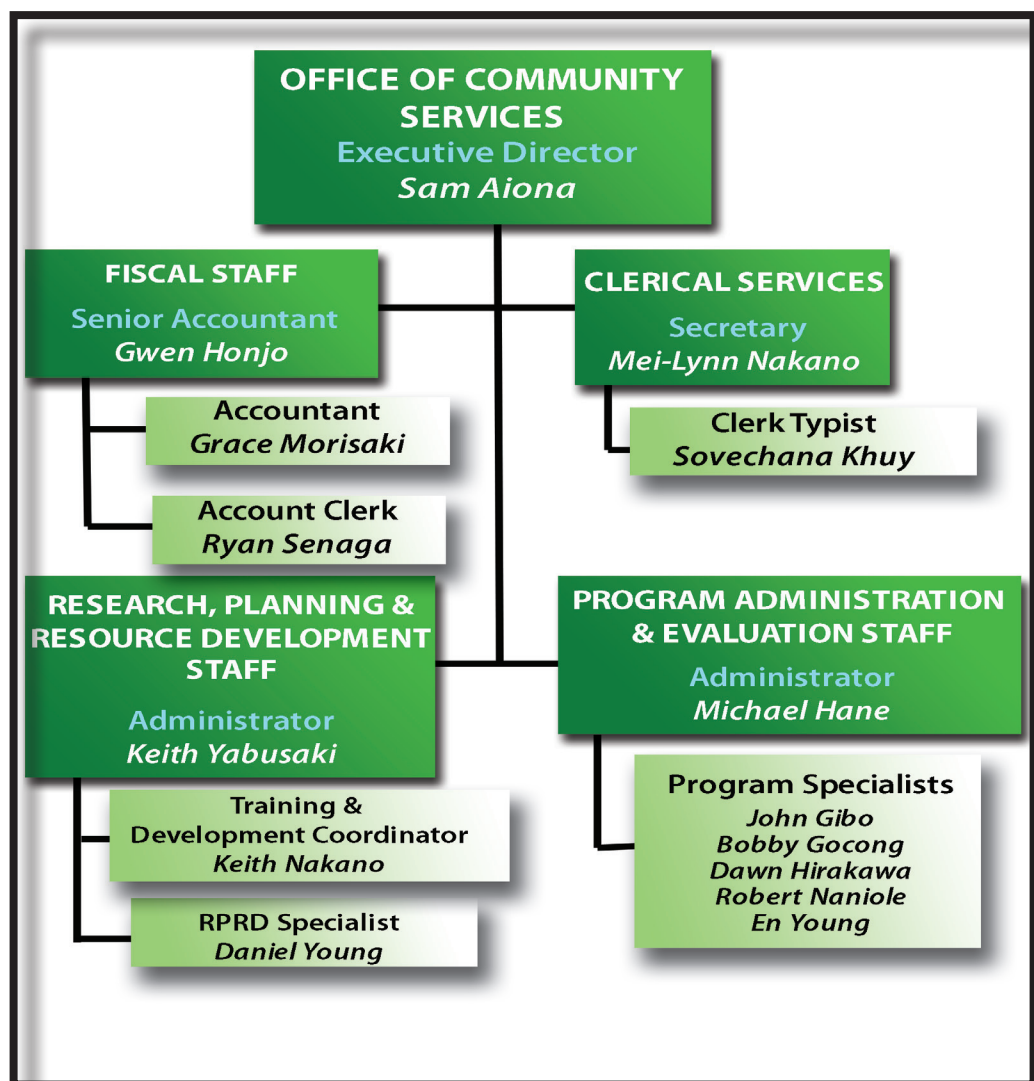 OFFICE OF COMMUNITY
SERVICES
Executive Director
Sam Aiona
FISCAL STAFF
Senior Accountant
Gwen Honjo
Accountant
Grace Morisaki
Account Clerk
Ryan Senaga
CLERICAL SERVICES
Secretary
Mei-Lynn Nakano
Clerk Typist
Sovechana Khuy
RESEARCH, PLANNING &
RESOURCE DEVELOPMENT
STAFF
Administrator
Keith Yabusaki
Training &
Development Coordinator
Keith Nakano
RPRD Specialist
Daniel Young
PROGRAM ADMINISTRATION
& EVALUATION STAFF
Administrator
Michael Hane
Program Specialists
John Gibo
Bobby Gocong
Dawn Hirakawa
Robert Naniole
En Young